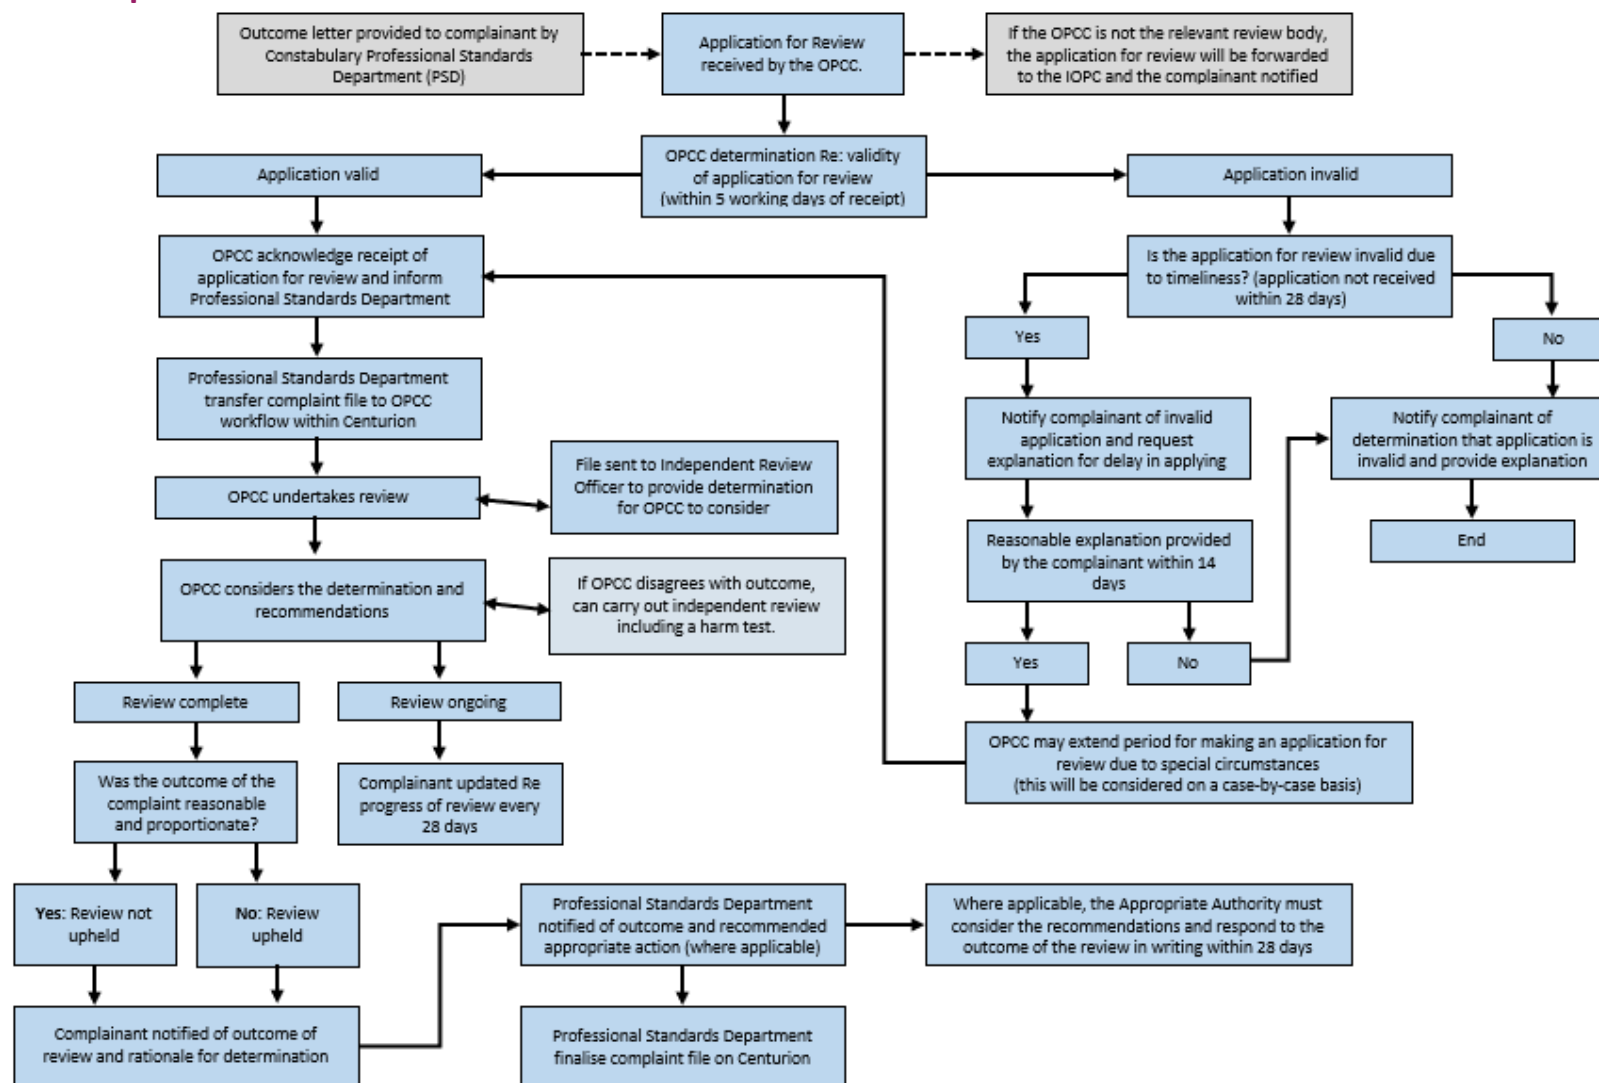 Outcome letter provided to complainant by
Constabulary Professional Standards
Department (PSD)
Application for Review
received by the OPCC.
If the OPCC is not the relevant review body,
the application for review will be forwarded
to the IOPC and the complainant notified
OPCC determination Re: validity
of application for review
(within 5 working days of receipt)
Application valid
Application invalid
OPCC acknowledge receipt of
application for review and inform
Professional Standards Department
Is the application for review invalid due
to timeliness? (application not received
within 28 days)
Yes
No
Professional Standards Department
transfer complaint file to OPCC
workflow within Centurion
Notify complainant of invalid
application and request
explanation for delay in applying
Notify complainant of
determination that application is
invalid and provide explanation
OPCC undertakes review
File sent to Independent Review
Officer to provide determination
for OPCC to consider
Reasonable explanation provided
by the complainant within 14
days
End
OPCC considers the determination and
recommendations
If OPCC disagrees with outcome,
can carry out independent review
including a harm test.
Yes
No
Review complete
Review ongoing
OPCC may extend period for making an application for
review due to special circumstances
(this will be considered on a case-by-case basis)
Was the outcome of the
complaint reasonable
and proportionate?
Complainant updated Re
progress of review every
28 days
Yes: Review not
upheld
No: Review
upheld
Professional Standards Department
notified of outcome and recommended
appropriate action (where applicable)
Where applicable, the Appropriate Authority must
consider the recommendations and respond to the
outcome of the review in writing within 28 days
Complainant notified of outcome of
review and rationale for determination
Professional Standards Department
finalise complaint file on Centurion